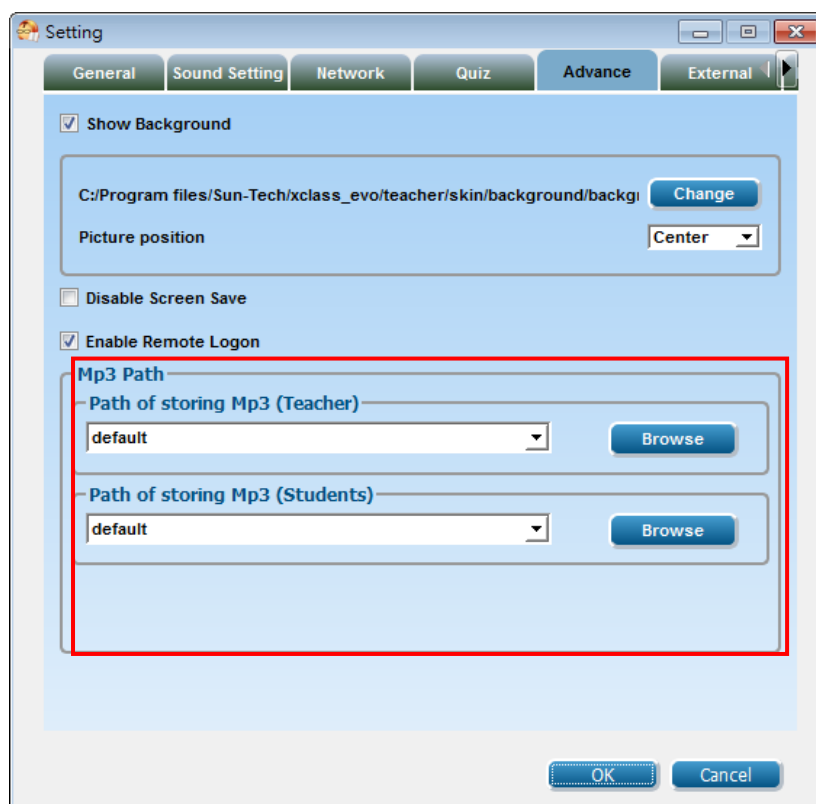 Setting
General Sound Setting Network Quiz Advance External
Show Background
C:/Program files/Sun-Tech/xclass_evo/teacher/skin/background/backgr Change
Picture position Center
Disable Screen Save
Enable Remote Logon
Mp3 Path
Path of storing Mp3 (Teacher)
default Browse
Path of storing Mp3 (Students)
default Browse
OK Cancel